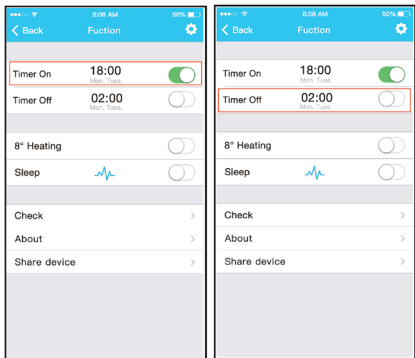 8:08 AM 50%
Back Fuction
Timer On 18:00
Mon, Tues.
Timer Off 02:00
Mon, Tues.
8° Heating
Sleep
Check
About
Share device
8:08 AM 50%
Back Fuction
Timer On 18:00
Mon, Tues.
Timer Off 02:00
Mon, Tues.
8° Heating
Sleep
Check
About
Share device